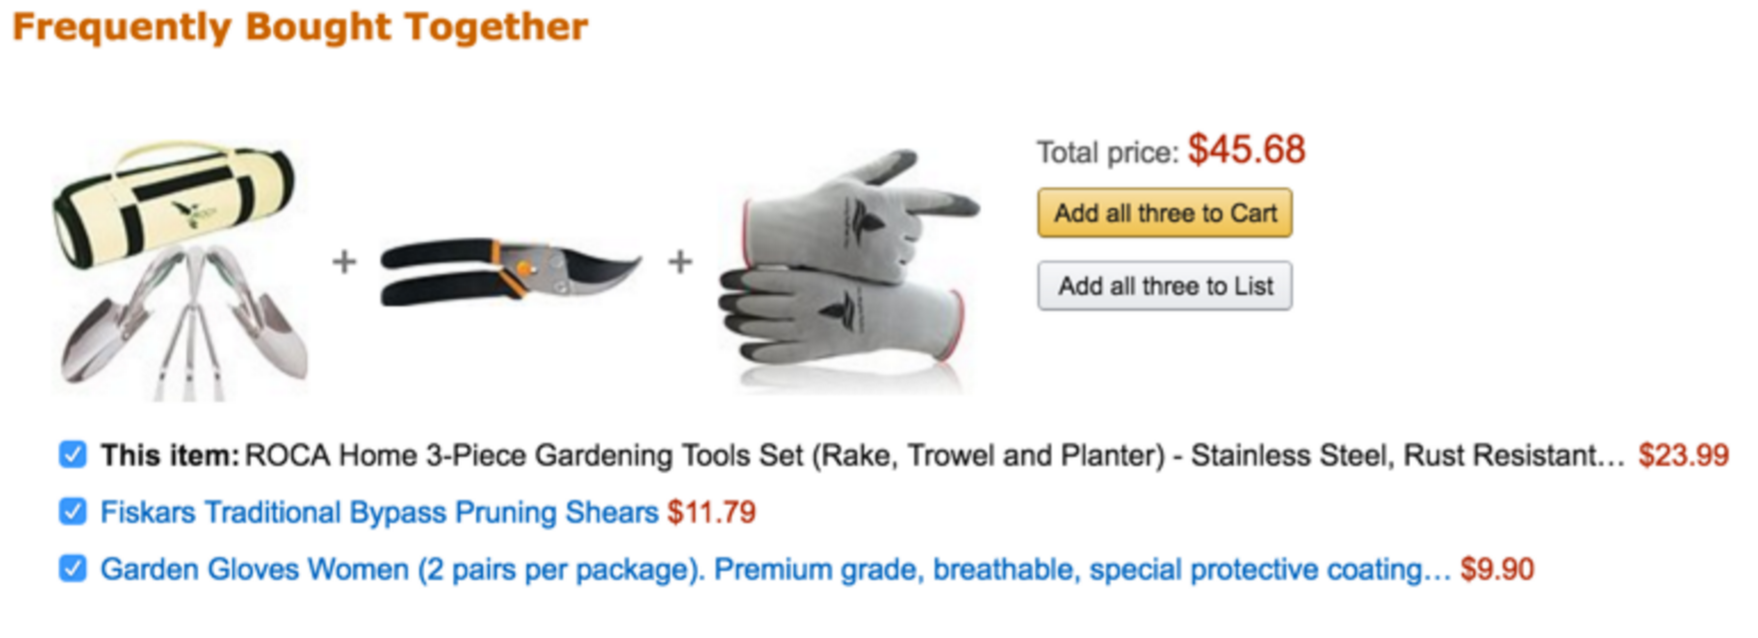 Frequently Bought Together
ROCA
+
+
Total price: $45.68
Add all three to Cart
Add all three to List
This item: ROCA Home 3-Piece Gardening Tools Set (Rake, Trowel and Planter) - Stainless Steel, Rust Resistant... $23.99
Fiskars Traditional Bypass Pruning Shears $11.79
Garden Gloves Women (2 pairs per package). Premium grade, breathable, special protective coating... $9.90